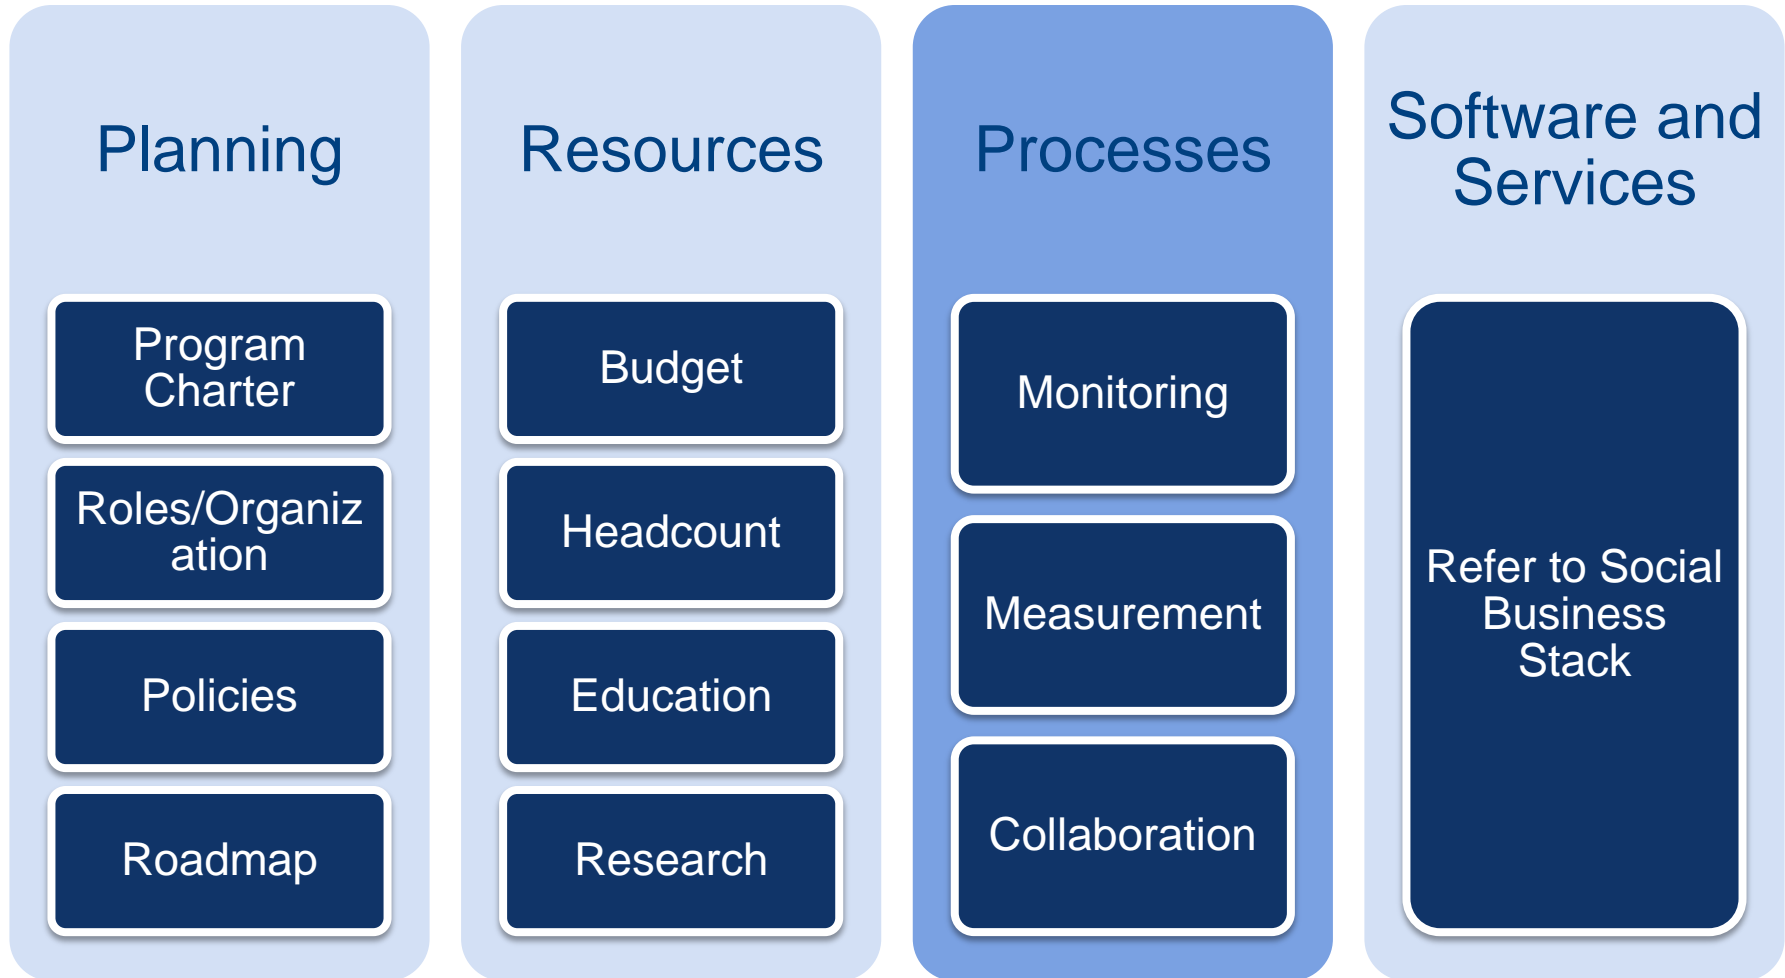 Planning
Program
Charter
Roles/Organiz
ation
Policies
Roadmap
Resources
Budget
Headcount
Education
Research
Processes
Monitoring
Measurement
Collaboration
Software and
Services
Refer to Social
Business
Stack